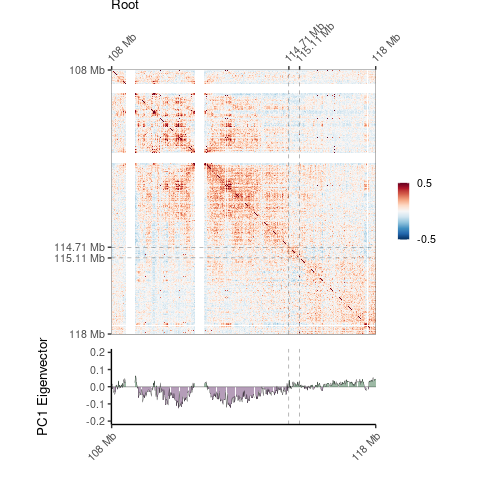 Root
108 Mb
114.71 Mb
115.11 Mb
118 Mb
108 Mb
114.71 Mb
115.11 Mb
118 Mb
0.5
-0.5
PC1 Eigenvector
0.2
0.1
0.0
-0.1
-0.2
108 Mb
118 Mb